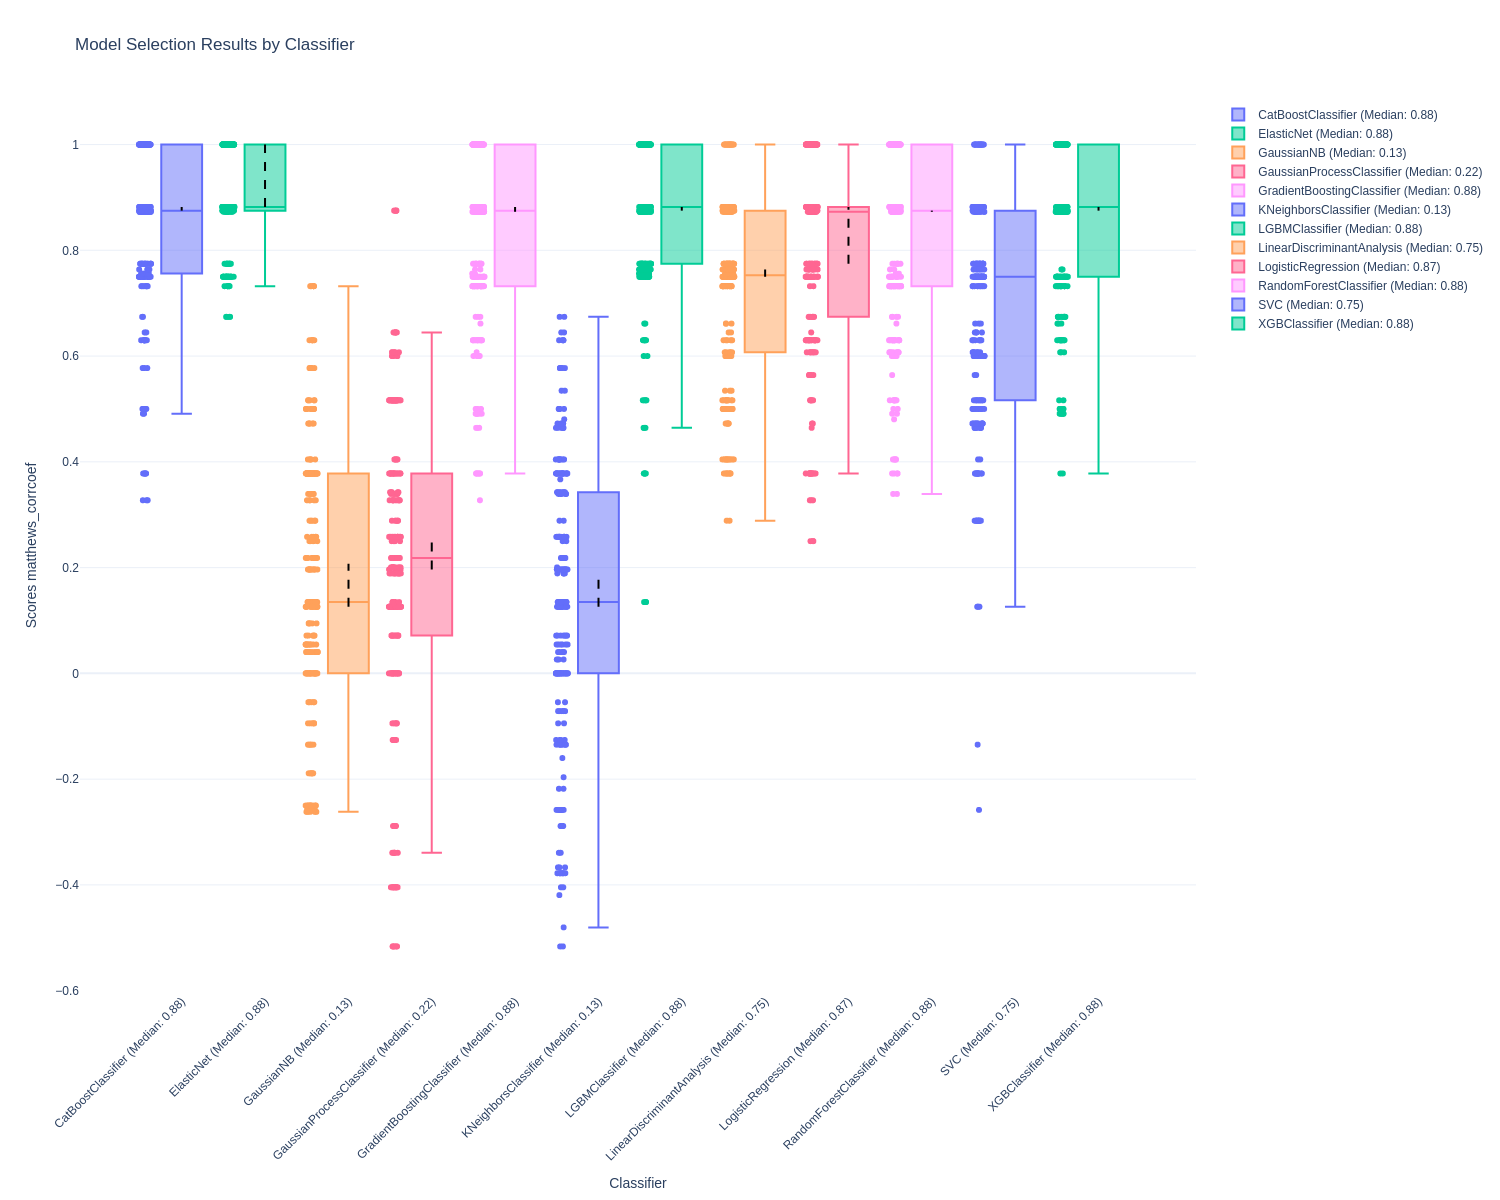 Model Selection Results by Classifier
CatBoostClassifier (Median: 0.88)
ElasticNet (Median: 0.88)
GaussianNB (Median: 0.13)
GaussianProcessClassifier (Median: 0.22)
GradientBoostingClassifier (Median: 0.88)
KNeighborsClassifier (Median: 0.13)
LGBMClassifier (Median: 0.88)
LinearDiscriminantAnalysis (Median: 0.75)
LogisticRegression (Median: 0.87)
RandomForestClassifier (Median: 0.88)
SVC (Median: 0.75)
XGBClassifier (Median: 0.88)
1
0.8
0.6
0.4
0.2
0
−0.2
−0.4
−0.6
Scores matthews_corrcoef
CatBoostClassifier (Median: 0.88)
ElasticNet (Median: 0.88)
GaussianNB (Median: 0.13)
GaussianProcessClassifier (Median: 0.22)
GradientBoostingClassifier (Median: 0.88)
KNeighborsClassifier (Median: 0.13)
LGBMClassifier (Median: 0.88)
LinearDiscriminantAnalysis (Median: 0.75)
LogisticRegression (Median: 0.87)
RandomForestClassifier (Median: 0.88)
SVC (Median: 0.75)
XGBClassifier (Median: 0.88)
Classifier